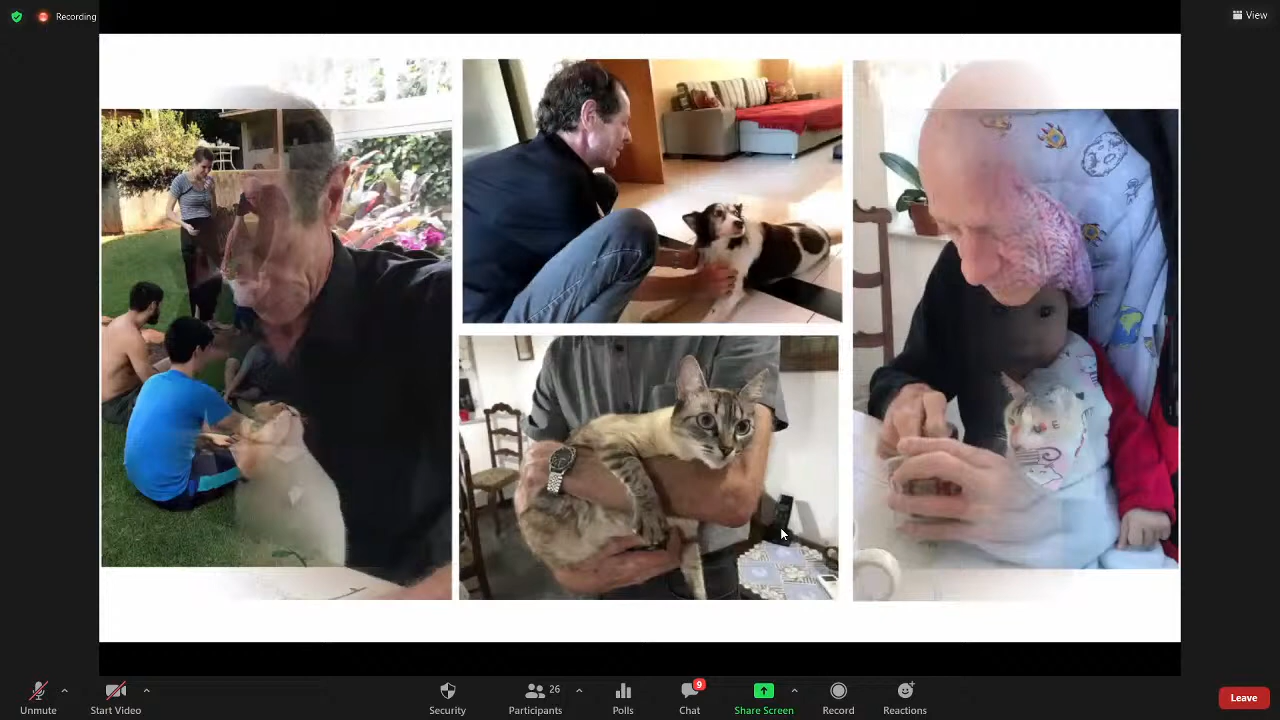 Recording
View
Unmute
Start Video
Security
Participants
26
Polls
Chat
9
Share Screen
Record
Reactions
Leave